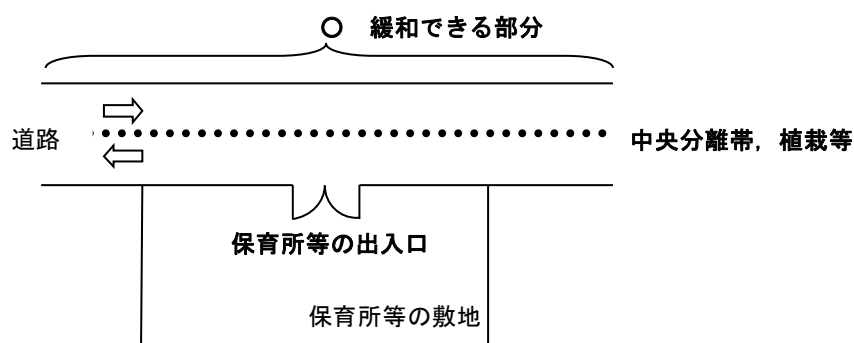 ○ 緩和できる部分
道路
中央分離帯，植栽等
保育所等の出入口
保育所等の敷地